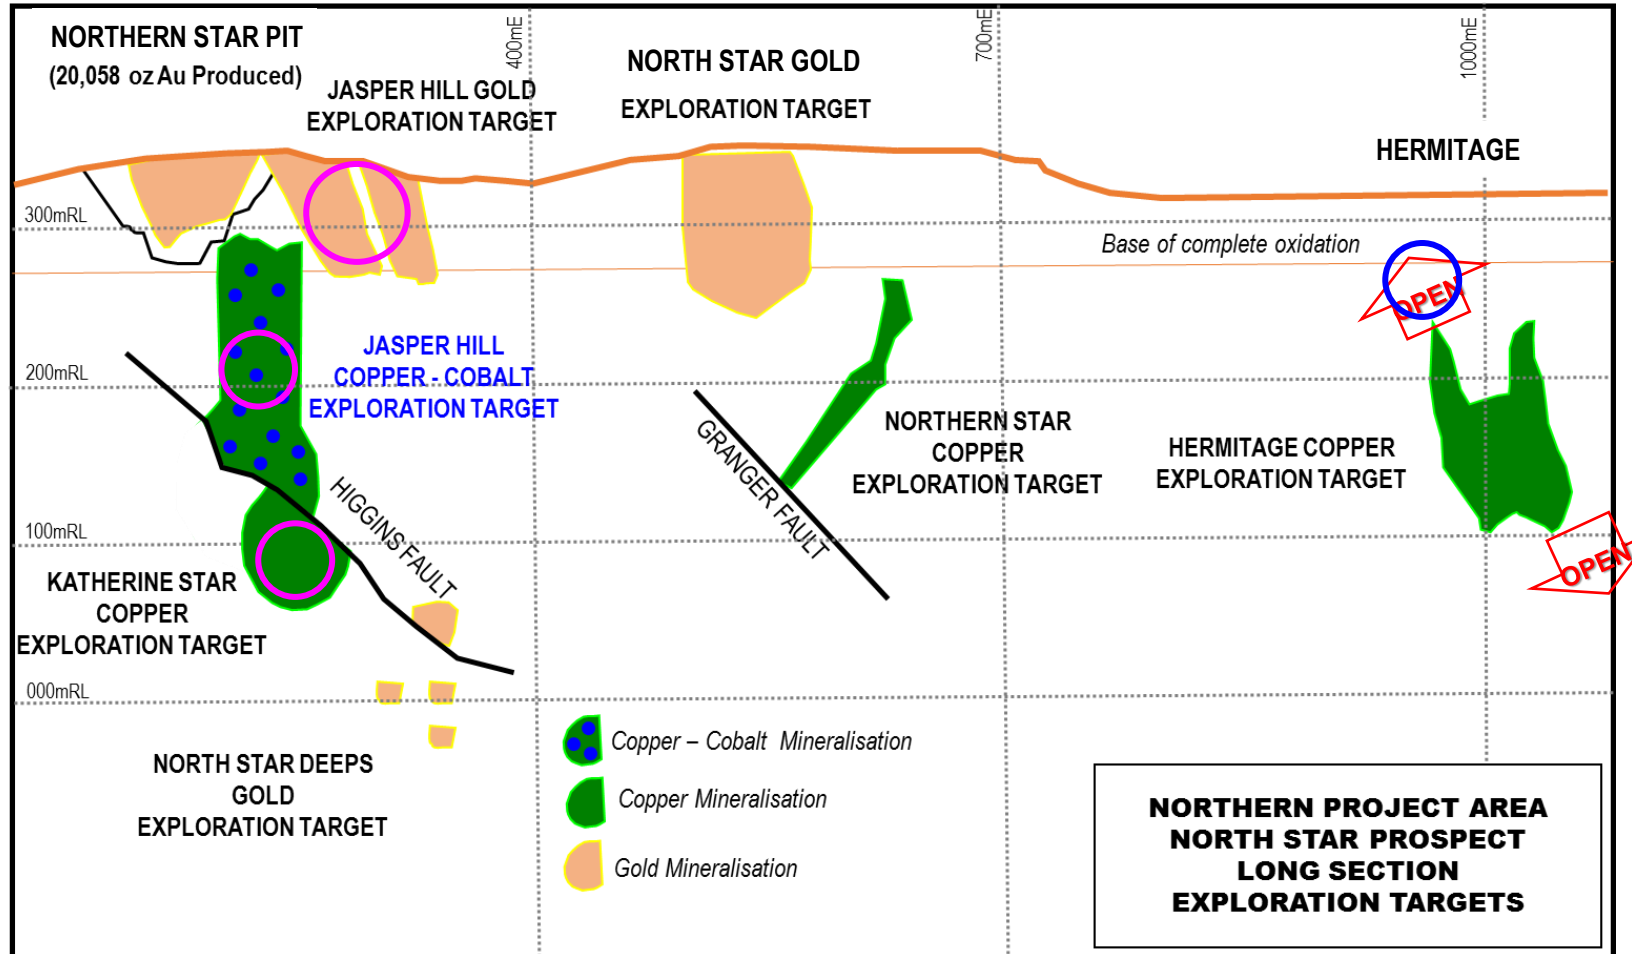 NORTHERN STAR PIT
(20,058 oz Au Produced)
JASPER HILL GOLD
EXPLORATION TARGET
400mE
NORTH STAR GOLD
EXPLORATION TARGET
700mE
1000mE
HERMITAGE
300mRL
Base of complete oxidation
OPEN
JASPER HILL
COPPER - COBALT
EXPLORATION TARGET
200mRL
GRANGER FAULT
NORTHERN STAR
COPPER
EXPLORATION TARGET
HERMITAGE COPPER
EXPLORATION TARGET
HIGGINS FAULT
100mRL
OPEN
KATHERINE STAR
COPPER
EXPLORATION TARGET
000mRL
NORTH STAR DEEPS
GOLD
EXPLORATION TARGET
Copper – Cobalt Mineralisation
Copper Mineralisation
Gold Mineralisation
NORTHERN PROJECT AREA
NORTH STAR PROSPECT
LONG SECTION
EXPLORATION TARGETS